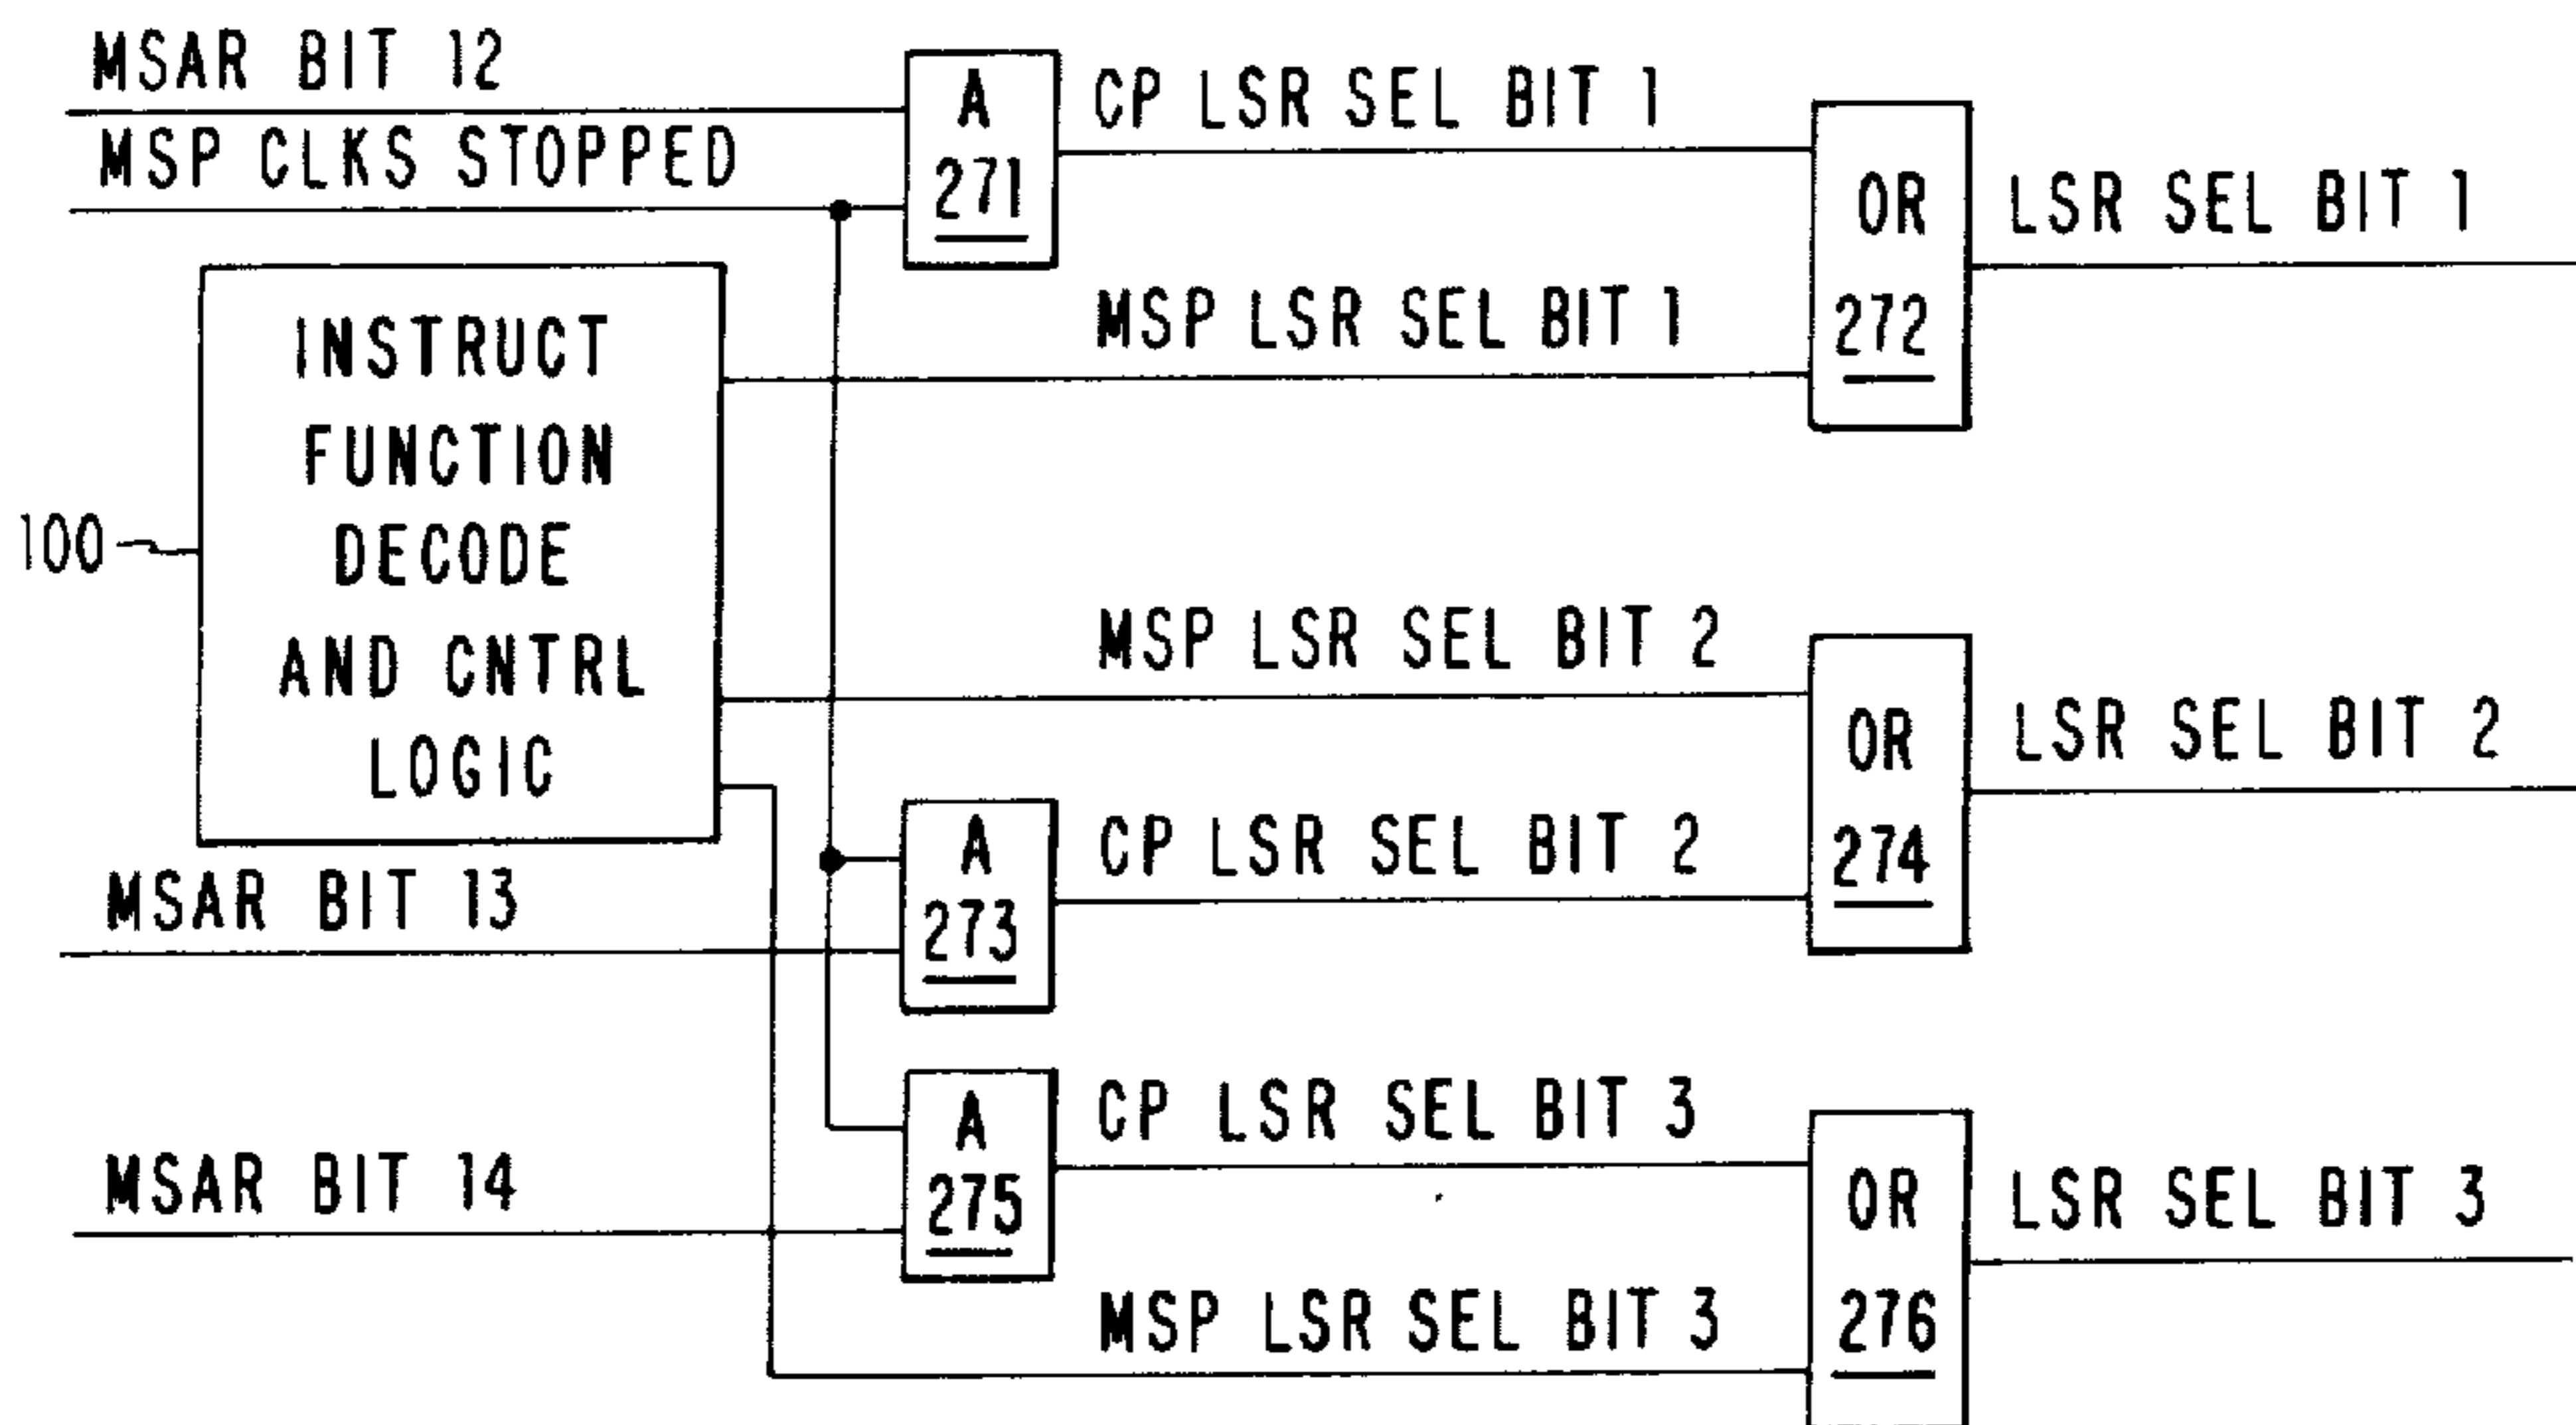 MSAR BIT 12
MSP CLKS STOPPED
A
271
CP LSR SEL BIT 1
MSP LSR SEL BIT 1
OR
272
LSR SEL BIT 1
100
INSTRUCT
FUNCTION
DECODE
AND CNTRL
LOGIC
MSP LSR SEL BIT 2
OR
274
LSR SEL BIT 2
MSAR BIT 13
A
273
CP LSR SEL BIT 2
MSAR BIT 14
A
275
CP LSR SEL BIT 3
MSP LSR SEL BIT 3
OR
276
LSR SEL BIT 3